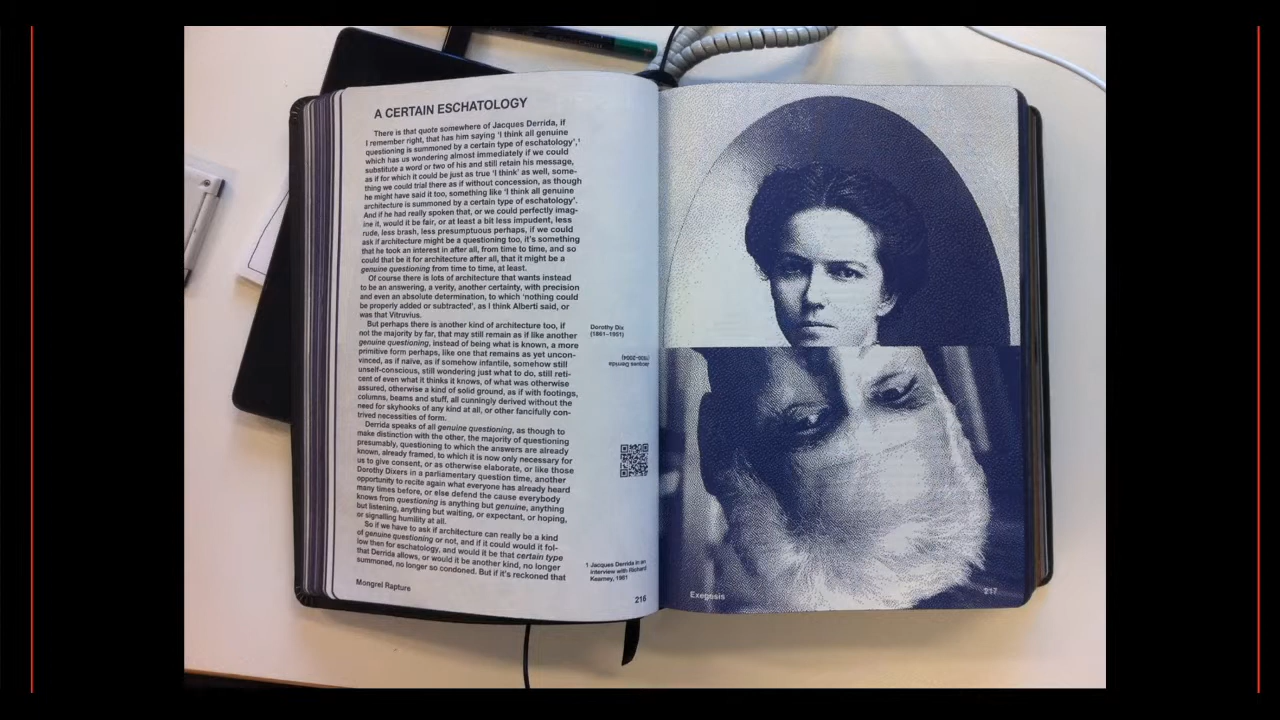 A CERTAIN ESCHATOLOGY
There is that quote somewhere of Jacques Derrida, if
I remember right, that has him saying ‘I think all genuine
questioning is summoned by a certain type of eschatology’,¹
which has us wondering almost immediately if we could
substitute a word or two of his and still retain his message,
as if for which it could be just as true ‘I think’ as well, some-
thing we could trial there as if without concession, as though
he might have said it too, something like ‘I think all genuine
architecture is summoned by a certain type of eschatology’.
And if he had really spoken that, or we could perfectly imag-
ine it, would it be fair, or at least a bit less impudent, less
rude, less brash, less presumptuous perhaps, if we could
ask if architecture might be a questioning too, it's something
that he took an interest in after all, from time to time, and so
could that be it for architecture after all, that it might be a
genuine questioning from time to time, at least.
Of course there is lots of architecture that wants instead
to be an answering, a verity, another certainty, with precision
and even an absolute determination, to which ‘nothing could
be properly added or subtracted’, as I think Alberti said, or
was that Vitruvius.
But perhaps there is another kind of architecture too, if
not the majority by far, that may still remain as if like another
genuine questioning, instead of being what is known, a more
primitive form perhaps, like one that remains as yet uncon-
vinced, as if naïve, as if somehow infantile, somehow still
unself-conscious, still wondering just what to do, still reti-
cent of even what it thinks it knows, of what was otherwise
assured, otherwise a kind of solid ground, as if with footings,
columns, beams and stuff, all cunningly derived without the
need for skyhooks of any kind at all, or other fancifully con-
trived necessities of form.
Derrida speaks of all genuine questioning, as though to
make distinction with the other, the majority of questioning
presumably, questioning to which the answers are already
known, already framed, to which it is now only necessary for
us to give consent, or as otherwise elaborate, or like those
Dorothy Dixers in a parliamentary question time, another
opportunity to recite again what everyone has already heard
many times before, or else defend the cause everybody
knows from questioning is anything but genuine, anything
but listening, anything but waiting, or expectant, or hoping,
or signalling humility at all.
So if we have to ask if architecture can really be a kind
of genuine questioning or not, and if it could would it fol-
low then for eschatology, and would it be that certain type
that Derrida allows, or would it be another kind, no longer
summoned, no longer so condoned. But if it's reckoned that
Dorothy Dix
(1861–1951)
Jacques Derrida
(1930-2004)
1 Jacques Derrida in an
interview with Richard
Kearney, 1981
Mongrel Rapture
216
Exegesis
217